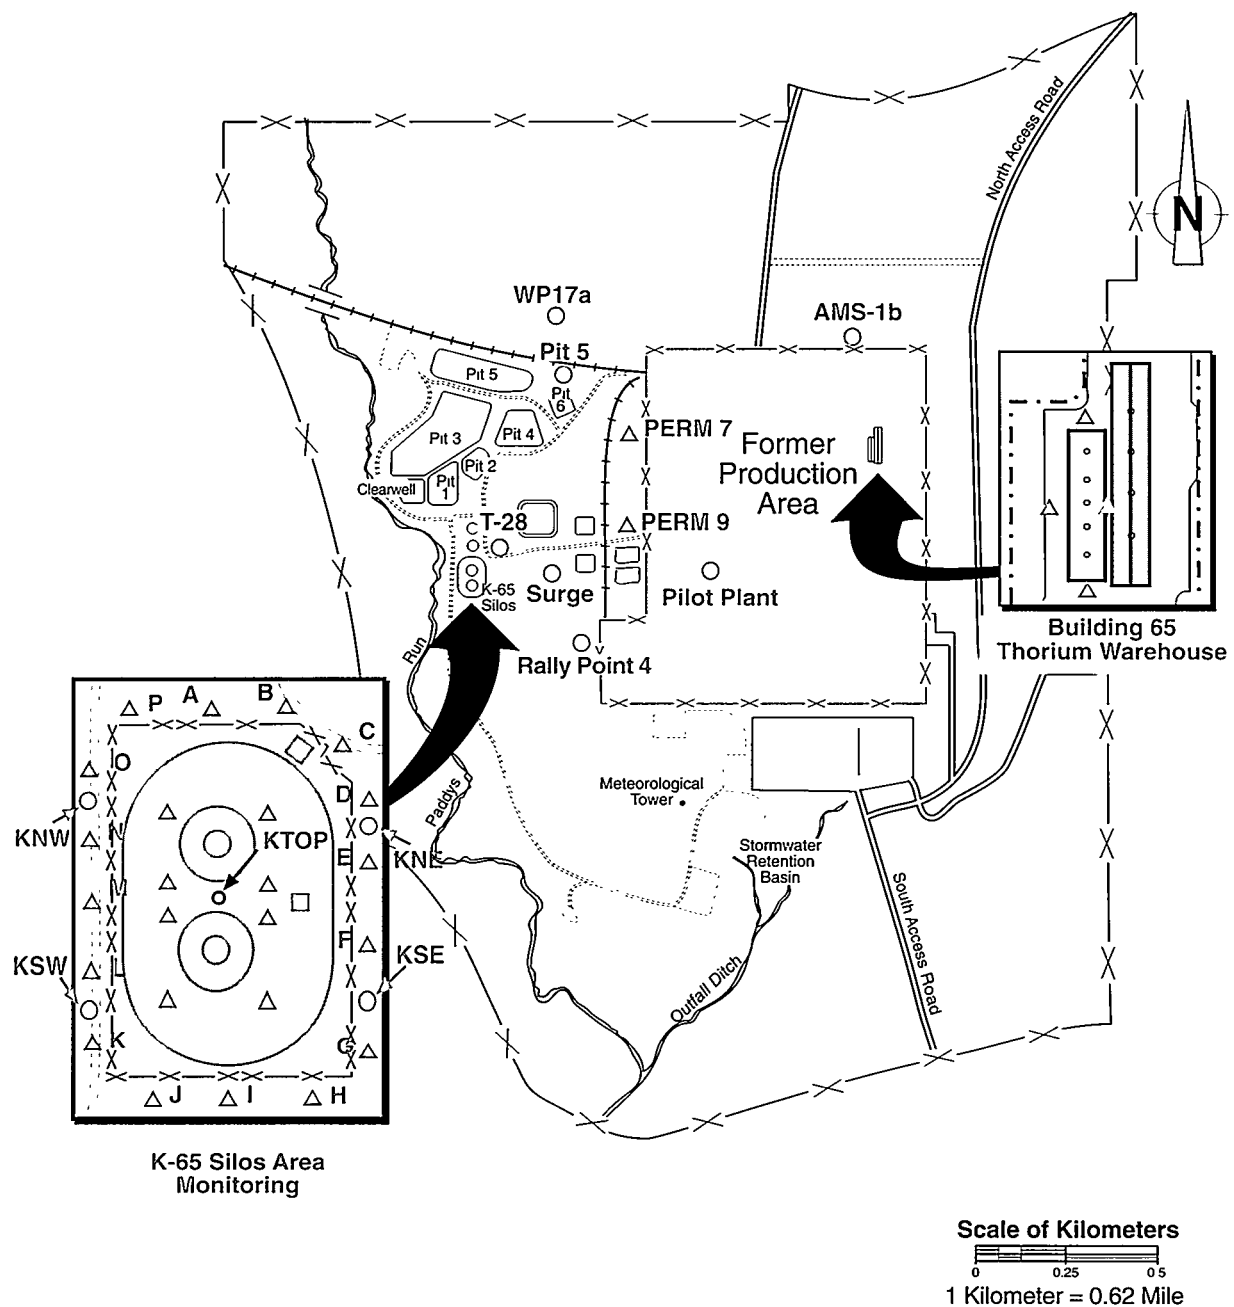 North Access Road
N
WP17a
AMS-1b
Pit 5
Pit 5
Pit
6
Pit 3
Pit 4
PERM 7
Former
Production
Area
Pit 2
Pit
1
Clearwell
T-28
PERM 9
K-65
Silos
Surge
Pilot Plant
Building 65
Thorium Warehouse
Rally Point 4
Paddys Run
P
A
B
C
O
D
KNW
N
KTOP
E
KNE
M
F
KSW
L
KSE
K
G
J
I
H
Meteorological
Tower
Stormwater
Retention
Basin
South Access Road
Outfall Ditch
K-65 Silos Area
Monitoring
Scale of Kilometers
0 0.25 0 5
1 Kilometer = 0.62 Mile